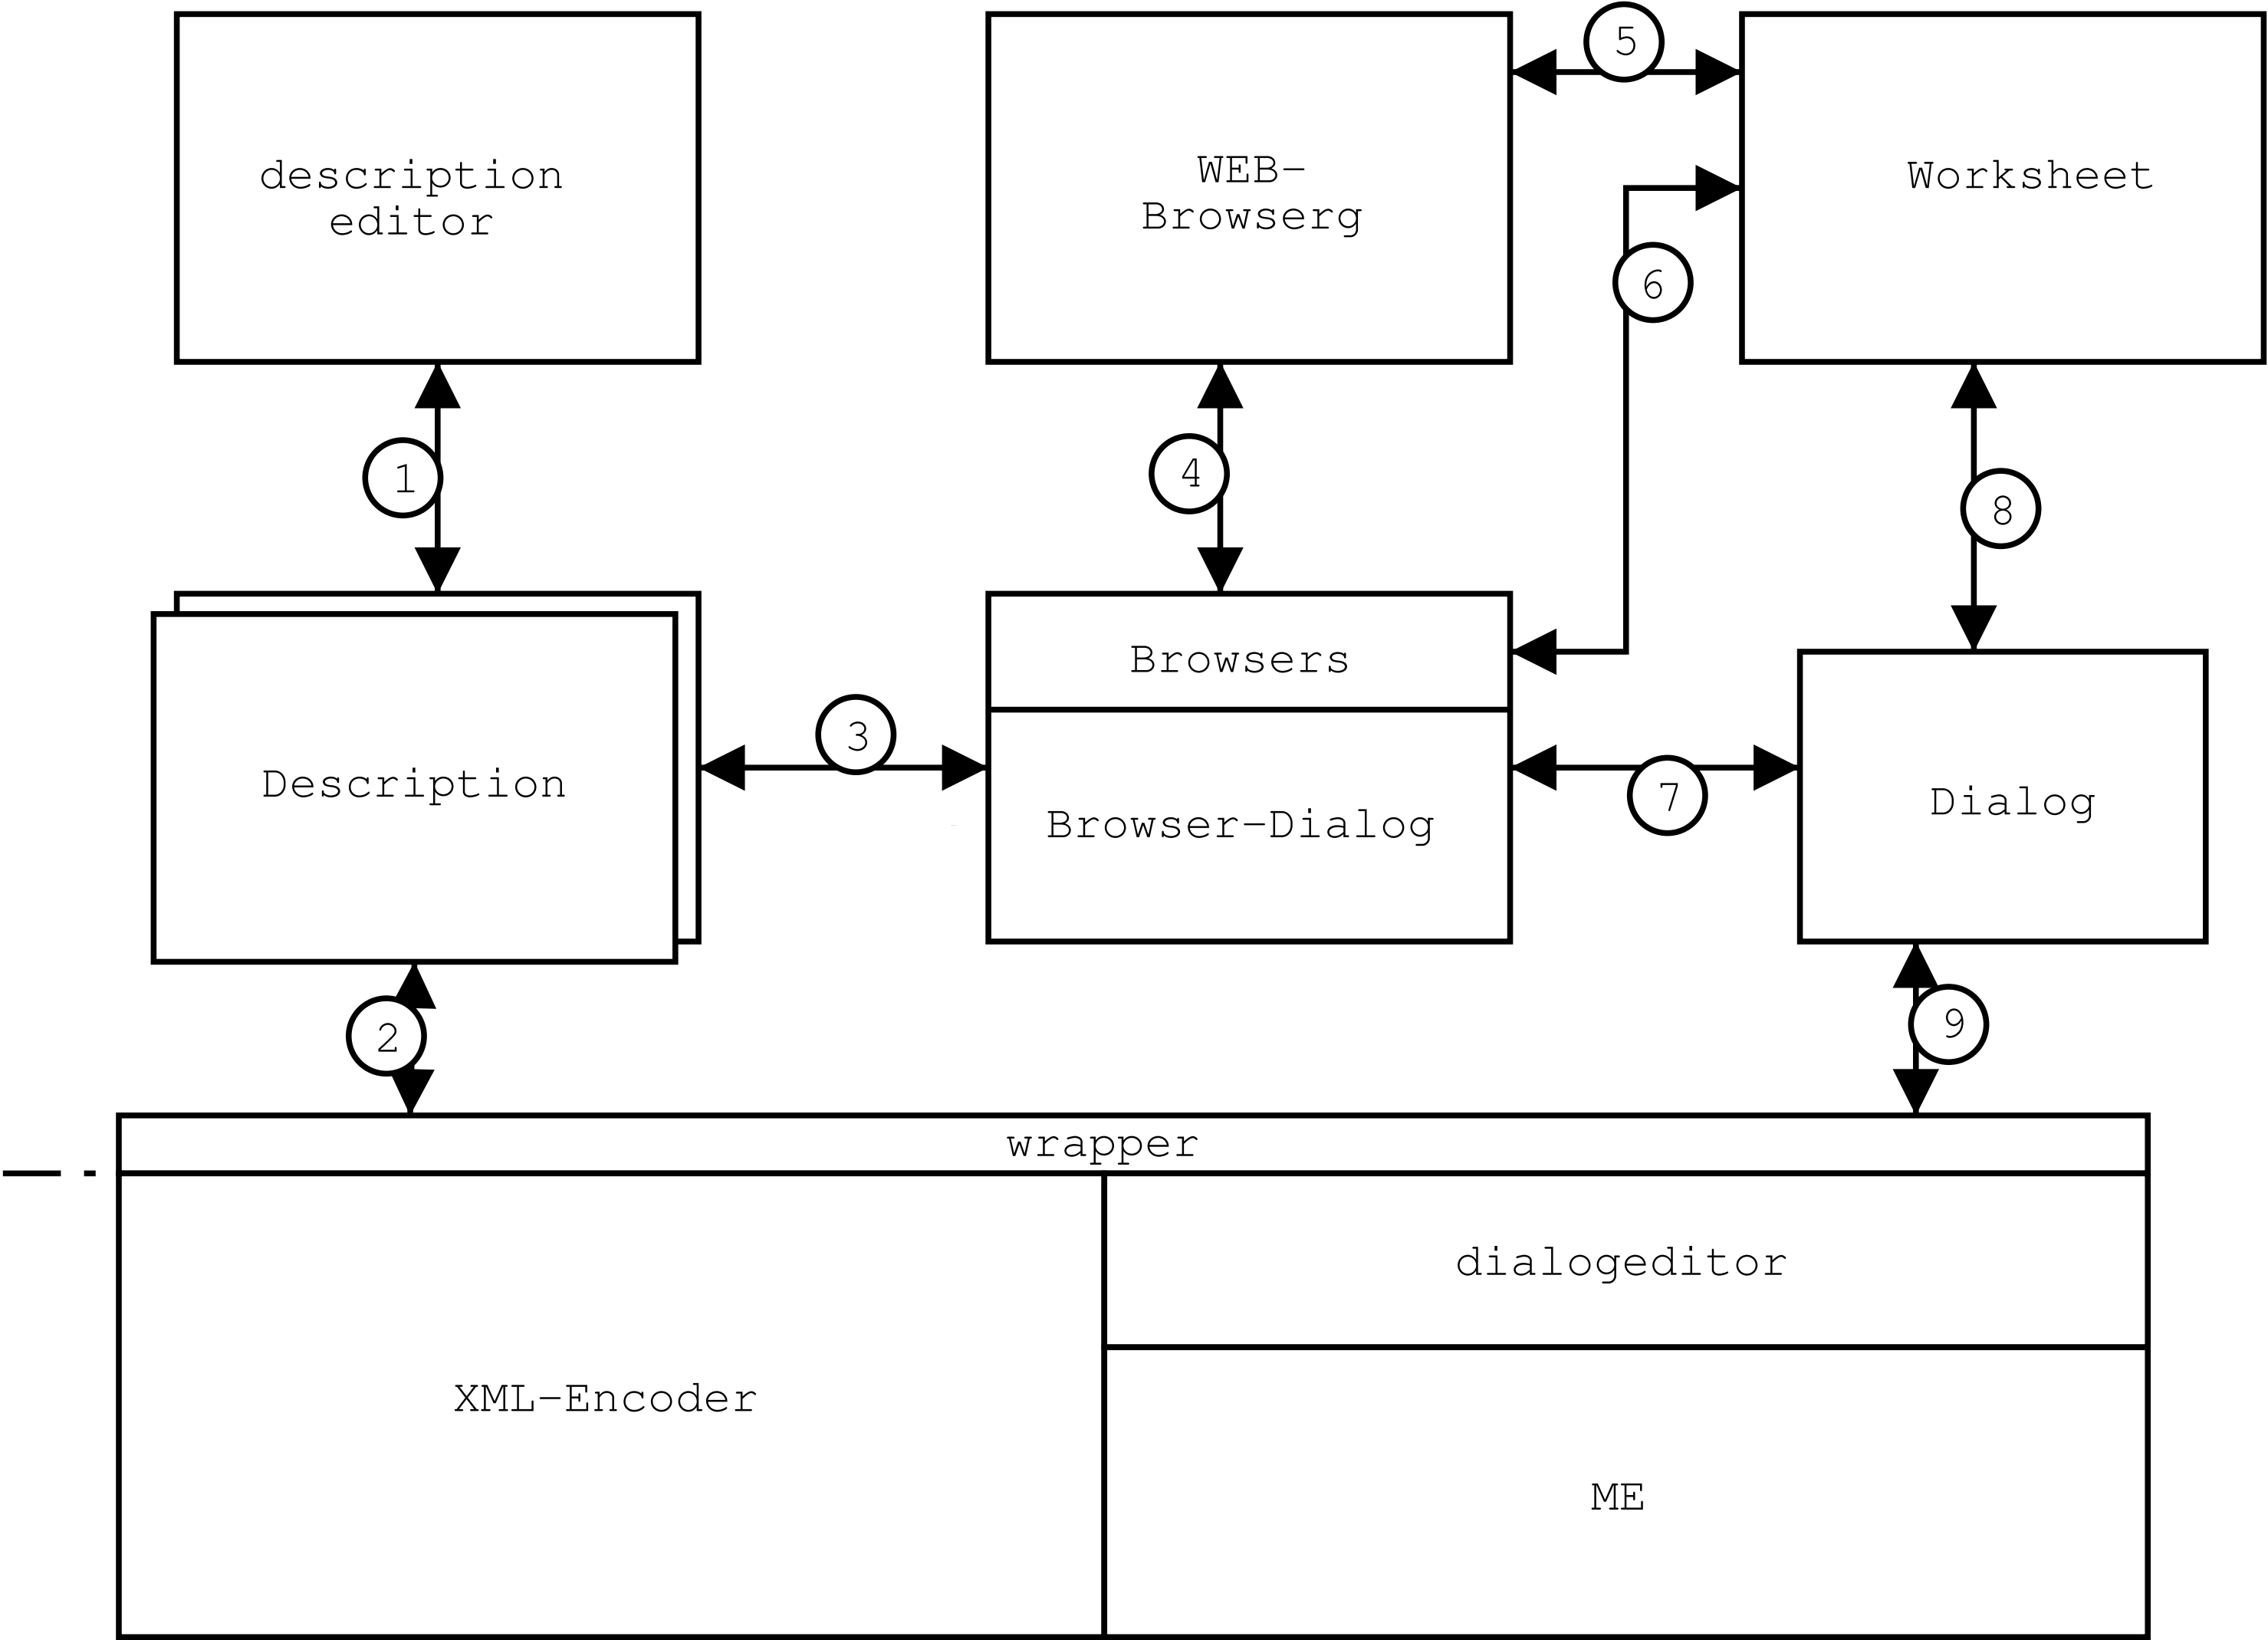 description
editor
WEB-
Browserg
Worksheet
5
6
1
4
8
Description
3
Browsers
Browser-Dialog
7
Dialog
2
9
wrapper
XML-Encoder
dialogeditor
ME